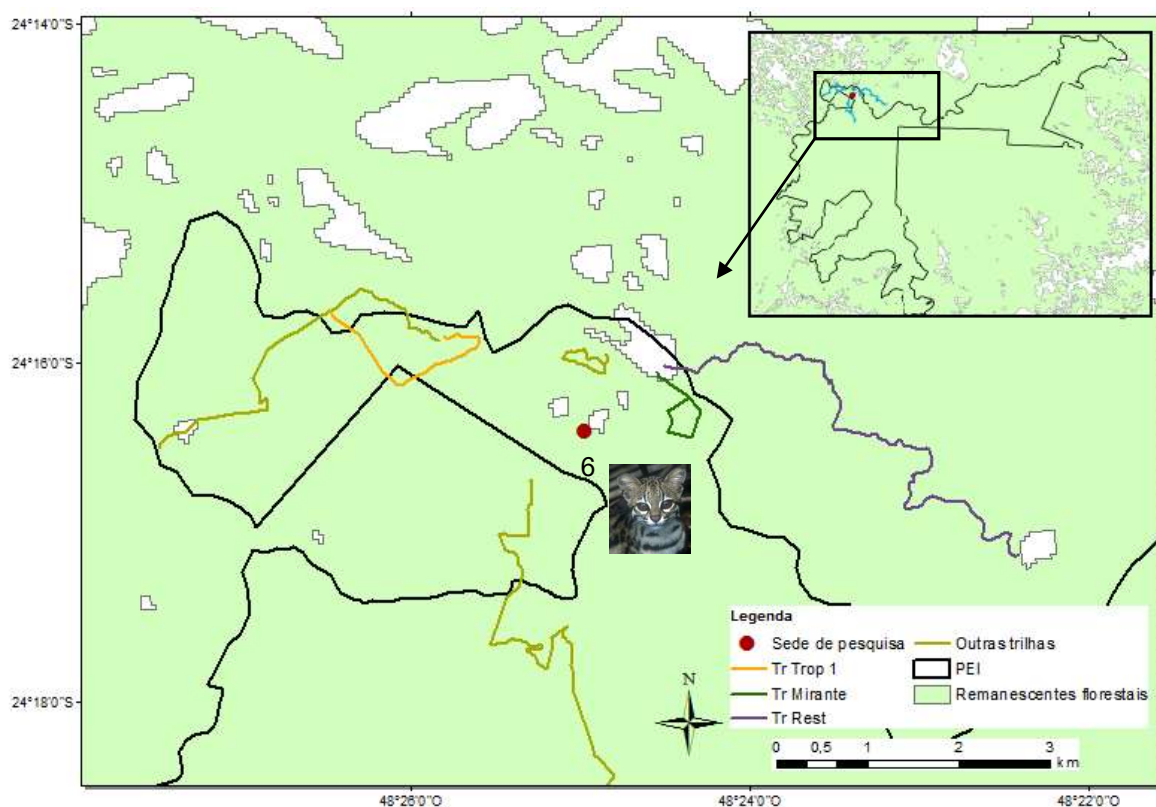 24°14'0"S
24°16'0"S
24°18'0"S
6
Legenda
Sede de pesquisa
Tr Trop 1
Tr Mirante
Tr Rest
Outras trilhas
PEI
Remanescentes florestais
N
0 0,5 1 2 3
km
48°26'0"O 48°24'0"O 48°22'0"O